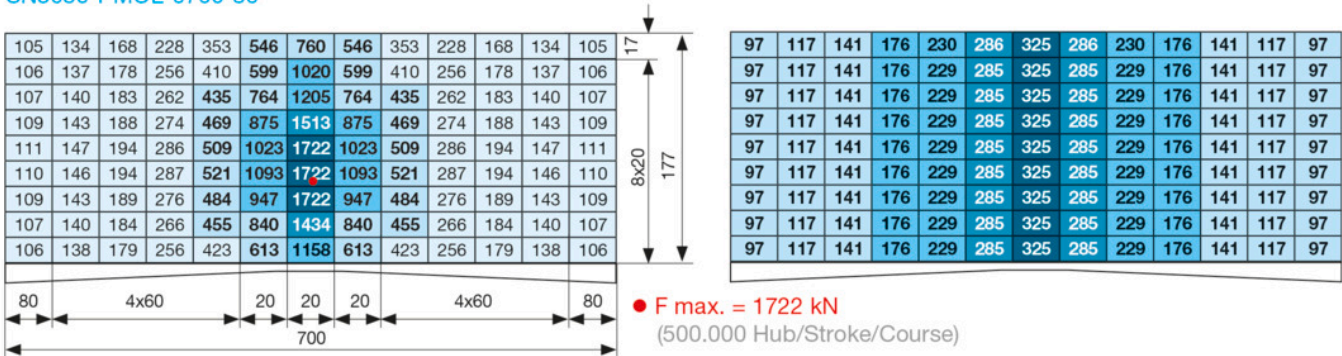 105 134 168 228 353 546 760 546 353 228 168 134 105 17 97 117 141 176 230 286 325 286 230 176 141 117 97
106 137 178 256 410 599 1020 599 410 256 178 137 106 97 117 141 176 229 285 325 285 229 176 141 117 97
107 140 183 262 435 764 1205 764 435 262 183 140 107 97 117 141 176 229 285 325 285 229 176 141 117 97
109 143 188 274 469 875 1513 875 469 274 188 143 109 97 117 141 176 229 285 325 285 229 176 141 117 97
111 147 194 286 509 1023 1722 1023 509 286 194 147 111 8x20 177 97 117 141 176 229 285 325 285 229 176 141 117 97
110 146 194 287 521 1093 1722 1093 521 287 194 146 110 97 117 141 176 229 285 325 285 229 176 141 117 97
109 143 189 276 484 947 1722 947 484 276 189 143 109 97 117 141 176 229 285 325 285 229 176 141 117 97
107 140 184 266 455 840 1434 840 455 266 184 140 107 97 117 141 176 229 285 325 285 229 176 141 117 97
106 138 179 256 423 613 1158 613 423 256 179 138 106 97 117 141 176 229 285 325 285 229 176 141 117 97
80 4x60 20 20 20 4x60 80
F max. = 1722 kN
(500.000 Hub/Stroke/Course)
700